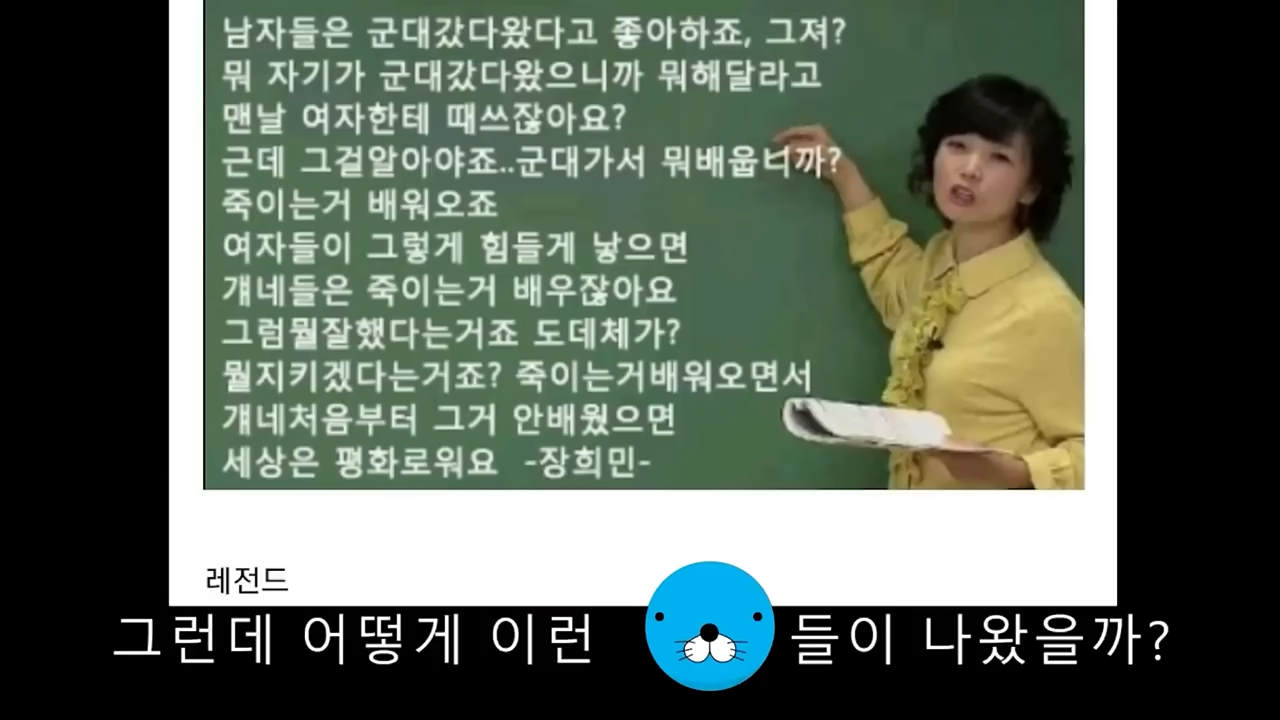 남자들은 군대갔다왔다고 좋아하죠, 그져?
뭐 자기가 군대갔다왔으니까 뭐해달라고
맨날 여자한테 때쓰잖아요?
근데 그걸알아야죠..군대가서 뭐배웁너까?
죽이는거 배워오죠
여자들이 그렇게 힘들게 낳으면
걔네들은 죽이는거 배우잖아요
그럼뭘잘했다는거죠 도데체가?
뭘지키겠다는거죠? 죽이는거배워오면서
걔네처음부터 그거 안배웠으면
세상은 평화로워요 -장희민-
레전드
그런데 어떻게 이런 들이 나왔을까?